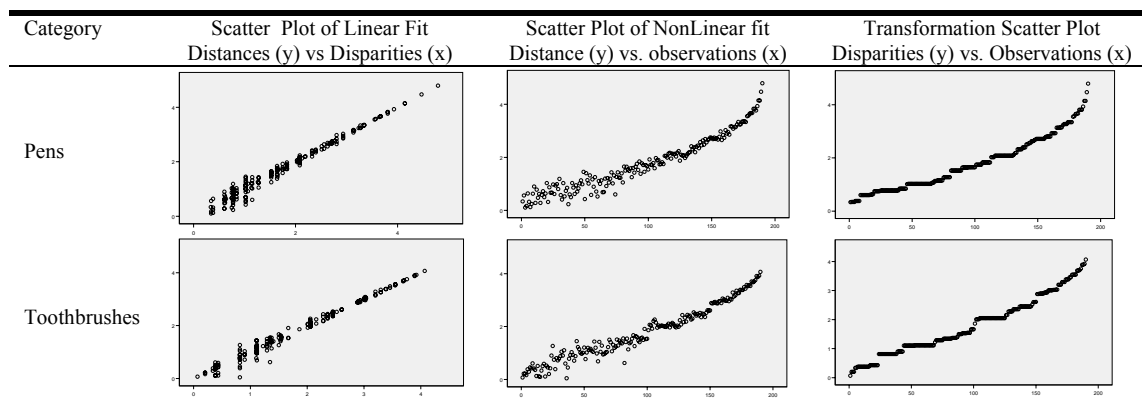 Category Scatter Plot of Linear Fit Scatter Plot of NonLinear fit Transformation Scatter Plot
Distances (y) vs Disparities (x) Distance (y) vs. observations (x) Disparities (y) vs. Observations (x)
Pens
4
2
0
0 2 4
4
2
0
0 50 100 150 200
4
2
0
0 50 100 150 200
Toothbrushes
4
2
0
0 1 2 3 4
4
2
0
0 50 100 150 200
4
3
2
1
0
0 50 100 150 200